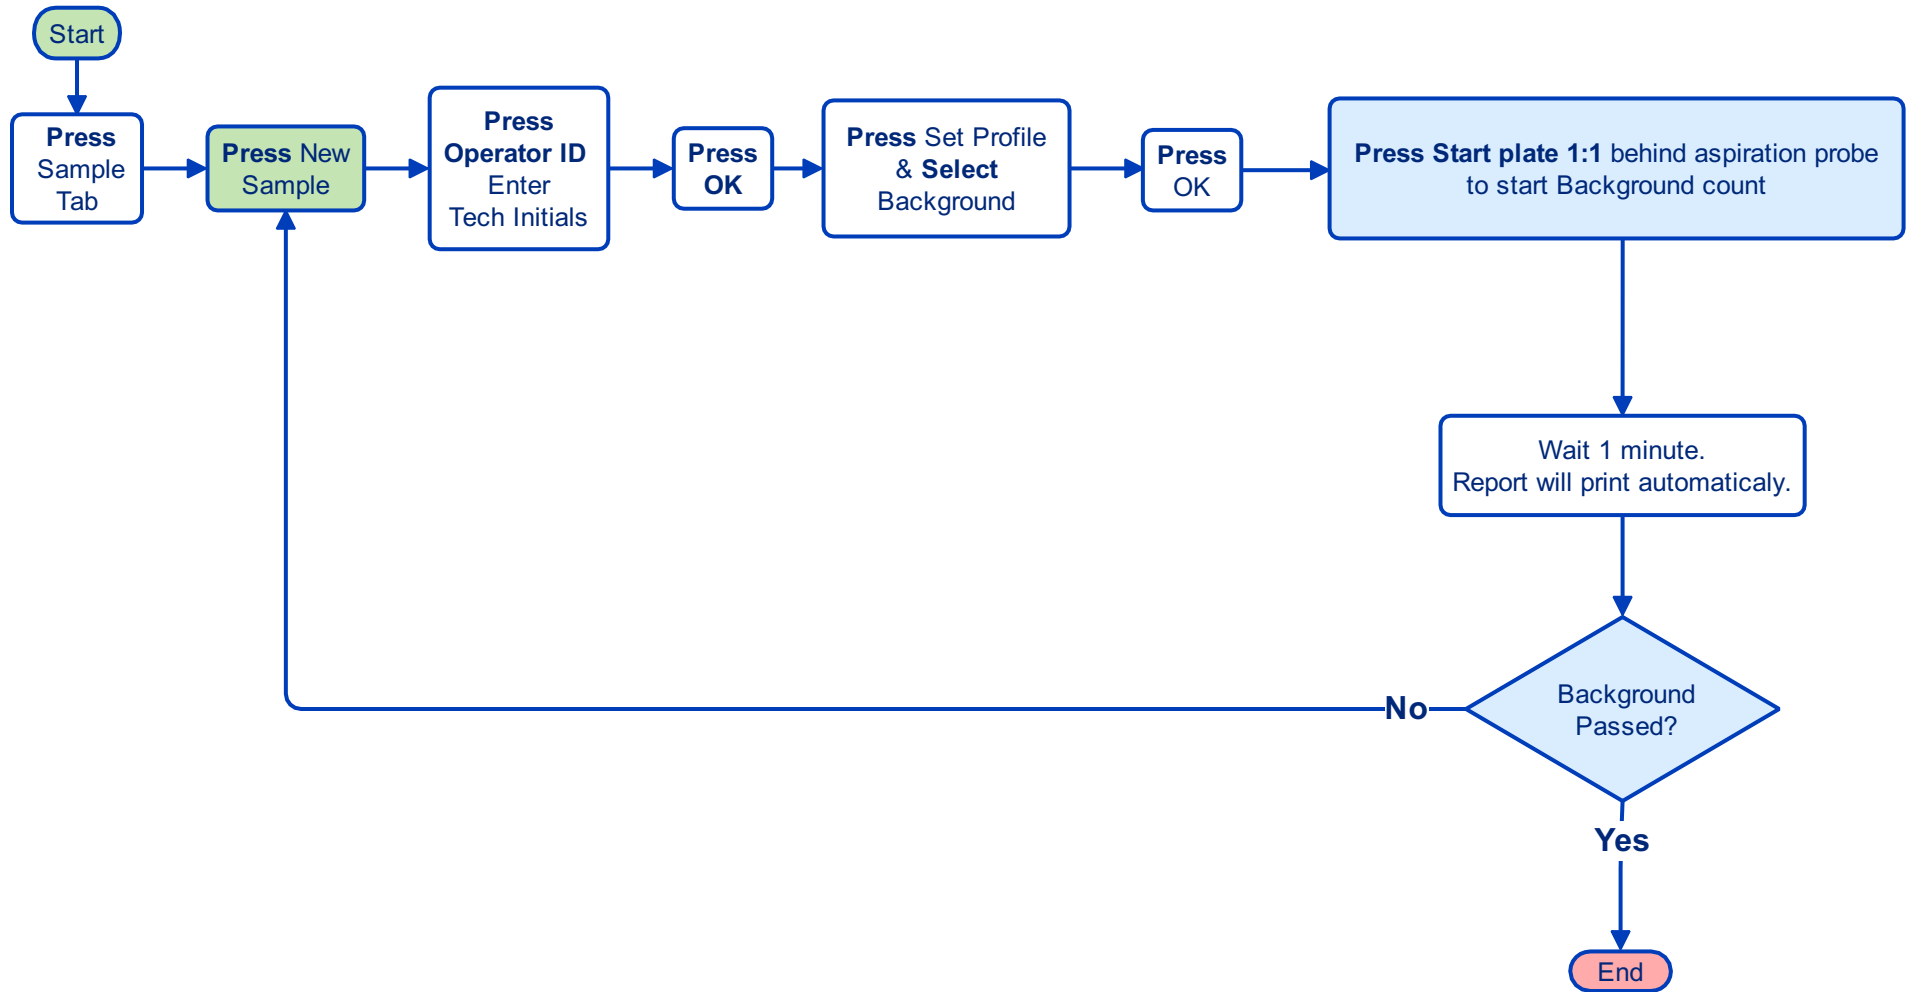 Start
Press
Sample
Tab
Press New
Sample
Press
Operator ID
Enter
Tech Initials
Press
OK
Press Set Profile
& Select
Background
Press
OK
Press Start plate 1:1 behind aspiration probe
to start Background count
Wait 1 minute.
Report will print automaticaly.
Background
Passed?
No
Yes
End